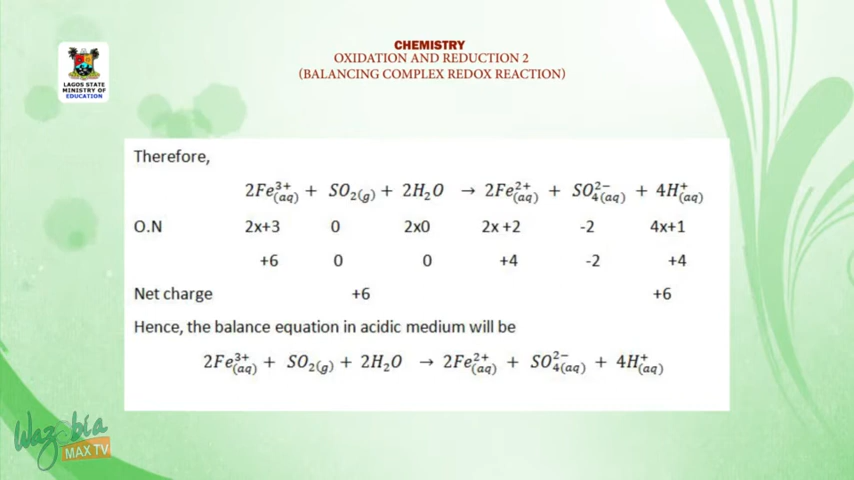 CHEMISTRY
OXIDATION AND REDUCTION 2
(BALANCING COMPLEX REDOX REACTION)
LAGOS STATE
MINISTRY OF
EDUCATION
Therefore,
2Fe³⁺(aq) + SO₂(g) + 2H₂O → 2Fe²⁺(aq) + SO₄²⁻(aq) + 4H⁺(aq)
O.N 2x+3 0 2x0 2x +2 -2 4x+1
+6 0 0 +4 -2 +4
Net charge +6 +6
Hence, the balance equation in acidic medium will be
2Fe³⁺(aq) + SO₂(g) + 2H₂O → 2Fe²⁺(aq) + SO₄²⁻(aq) + 4H⁺(aq)
Wazobia
MAX TV